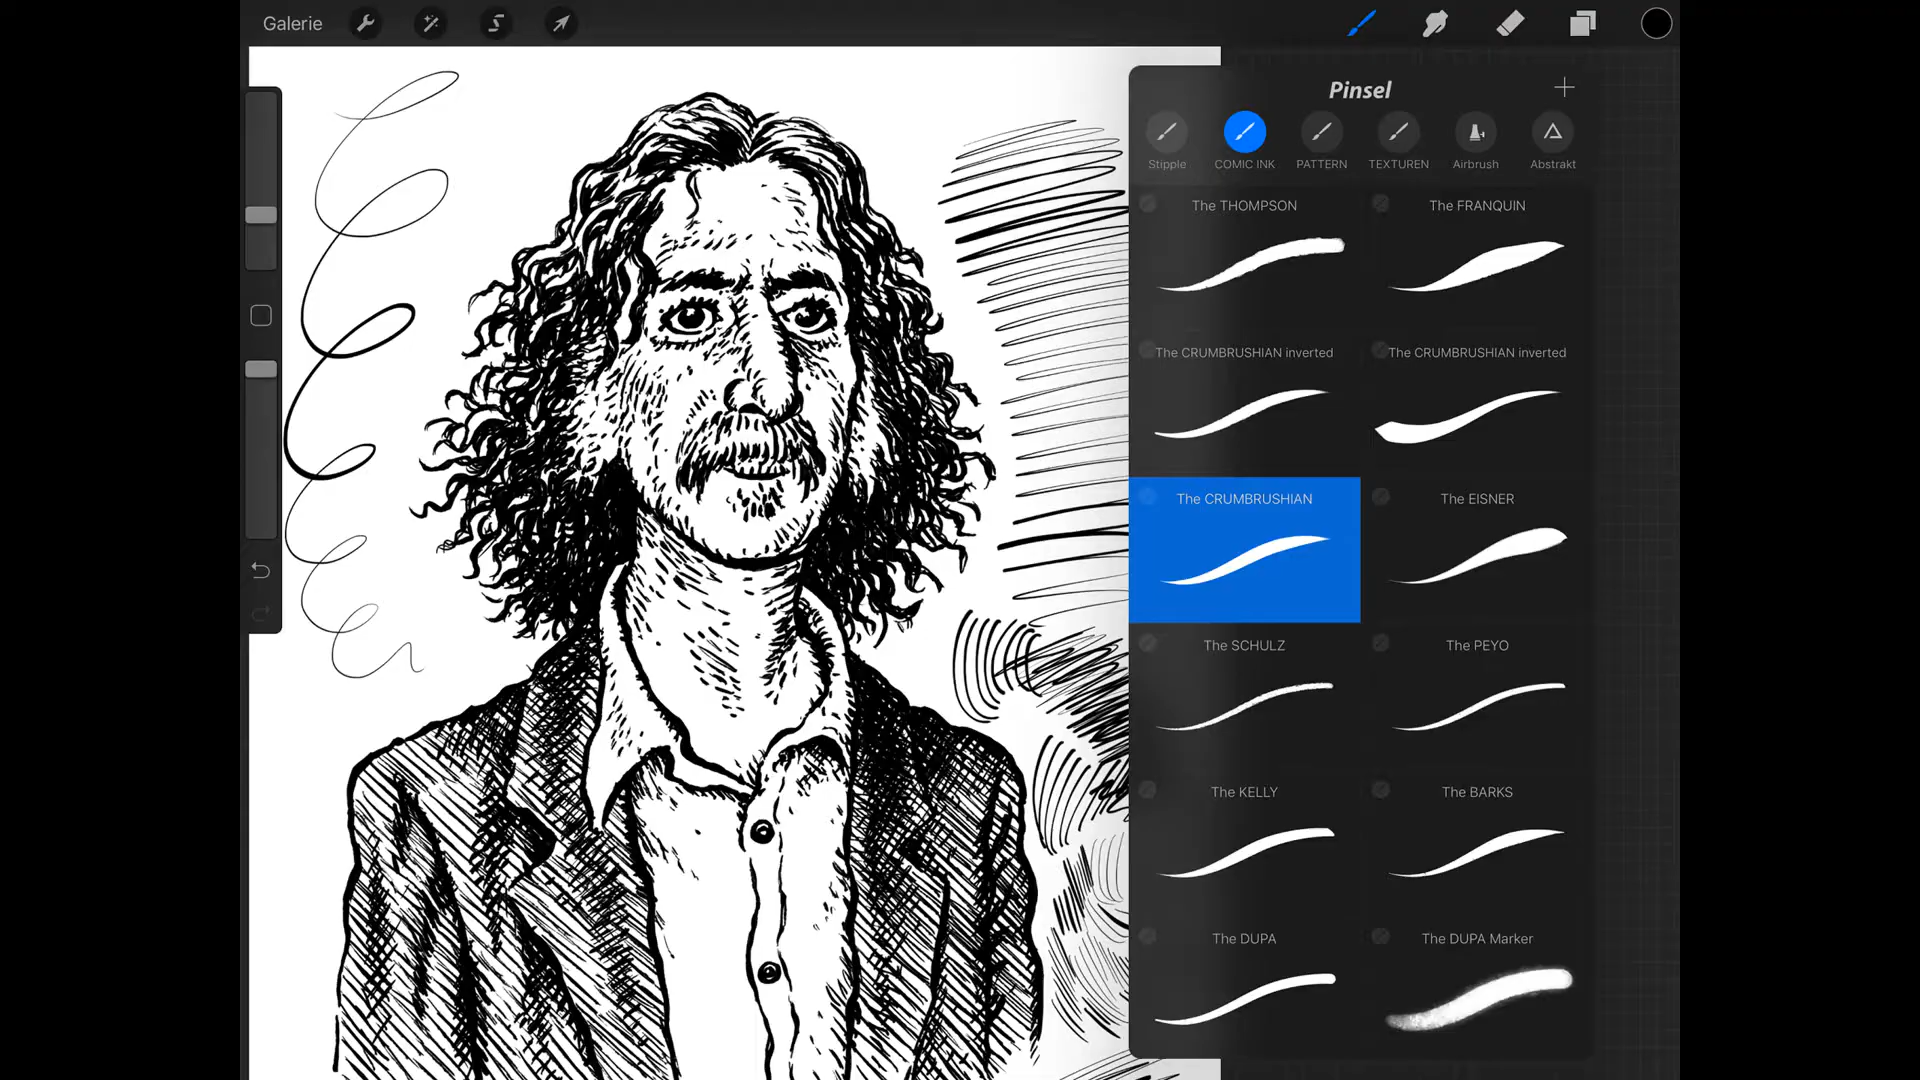 Galerie
Pinsel
Stipple
COMIC INK
PATTERN
TEXTUREN
Airbrush
Abstrakt
The THOMPSON
The FRANQUIN
The CRUMBRUSHIAN inverted
The CRUMBRUSHIAN inverted
The CRUMBRUSHIAN
The EISNER
The SCHULZ
The PEYO
The KELLY
The BARKS
The DUPA
The DUPA Marker